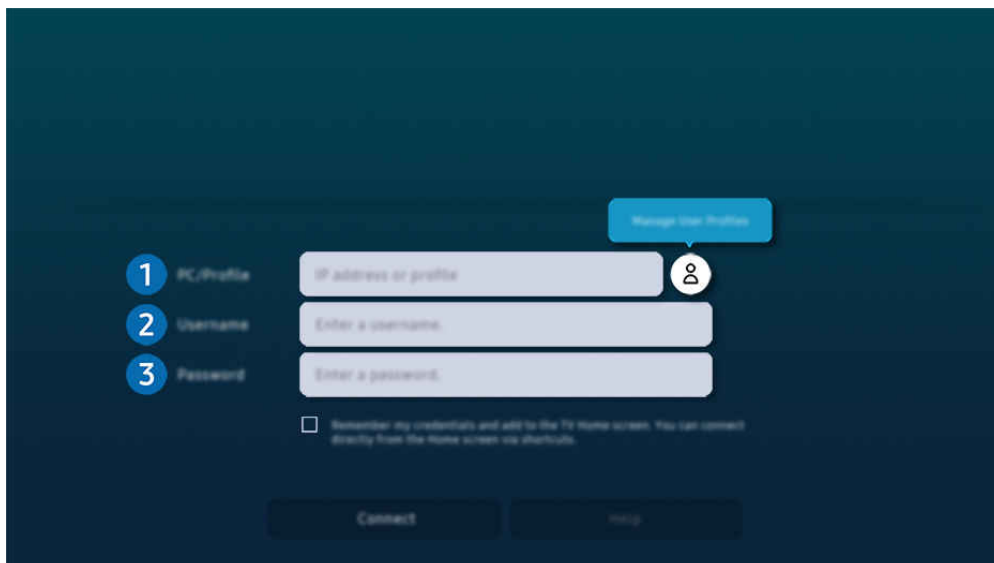 Manage User Profiles
1 PC/Profile
IP address or profile
2 Username
Enter a username.
3 Password
Enter a password.
Remember my credentials and add to the TV Home screen. You can connect
directly from the Home screen via shortcuts.
Connect
Help